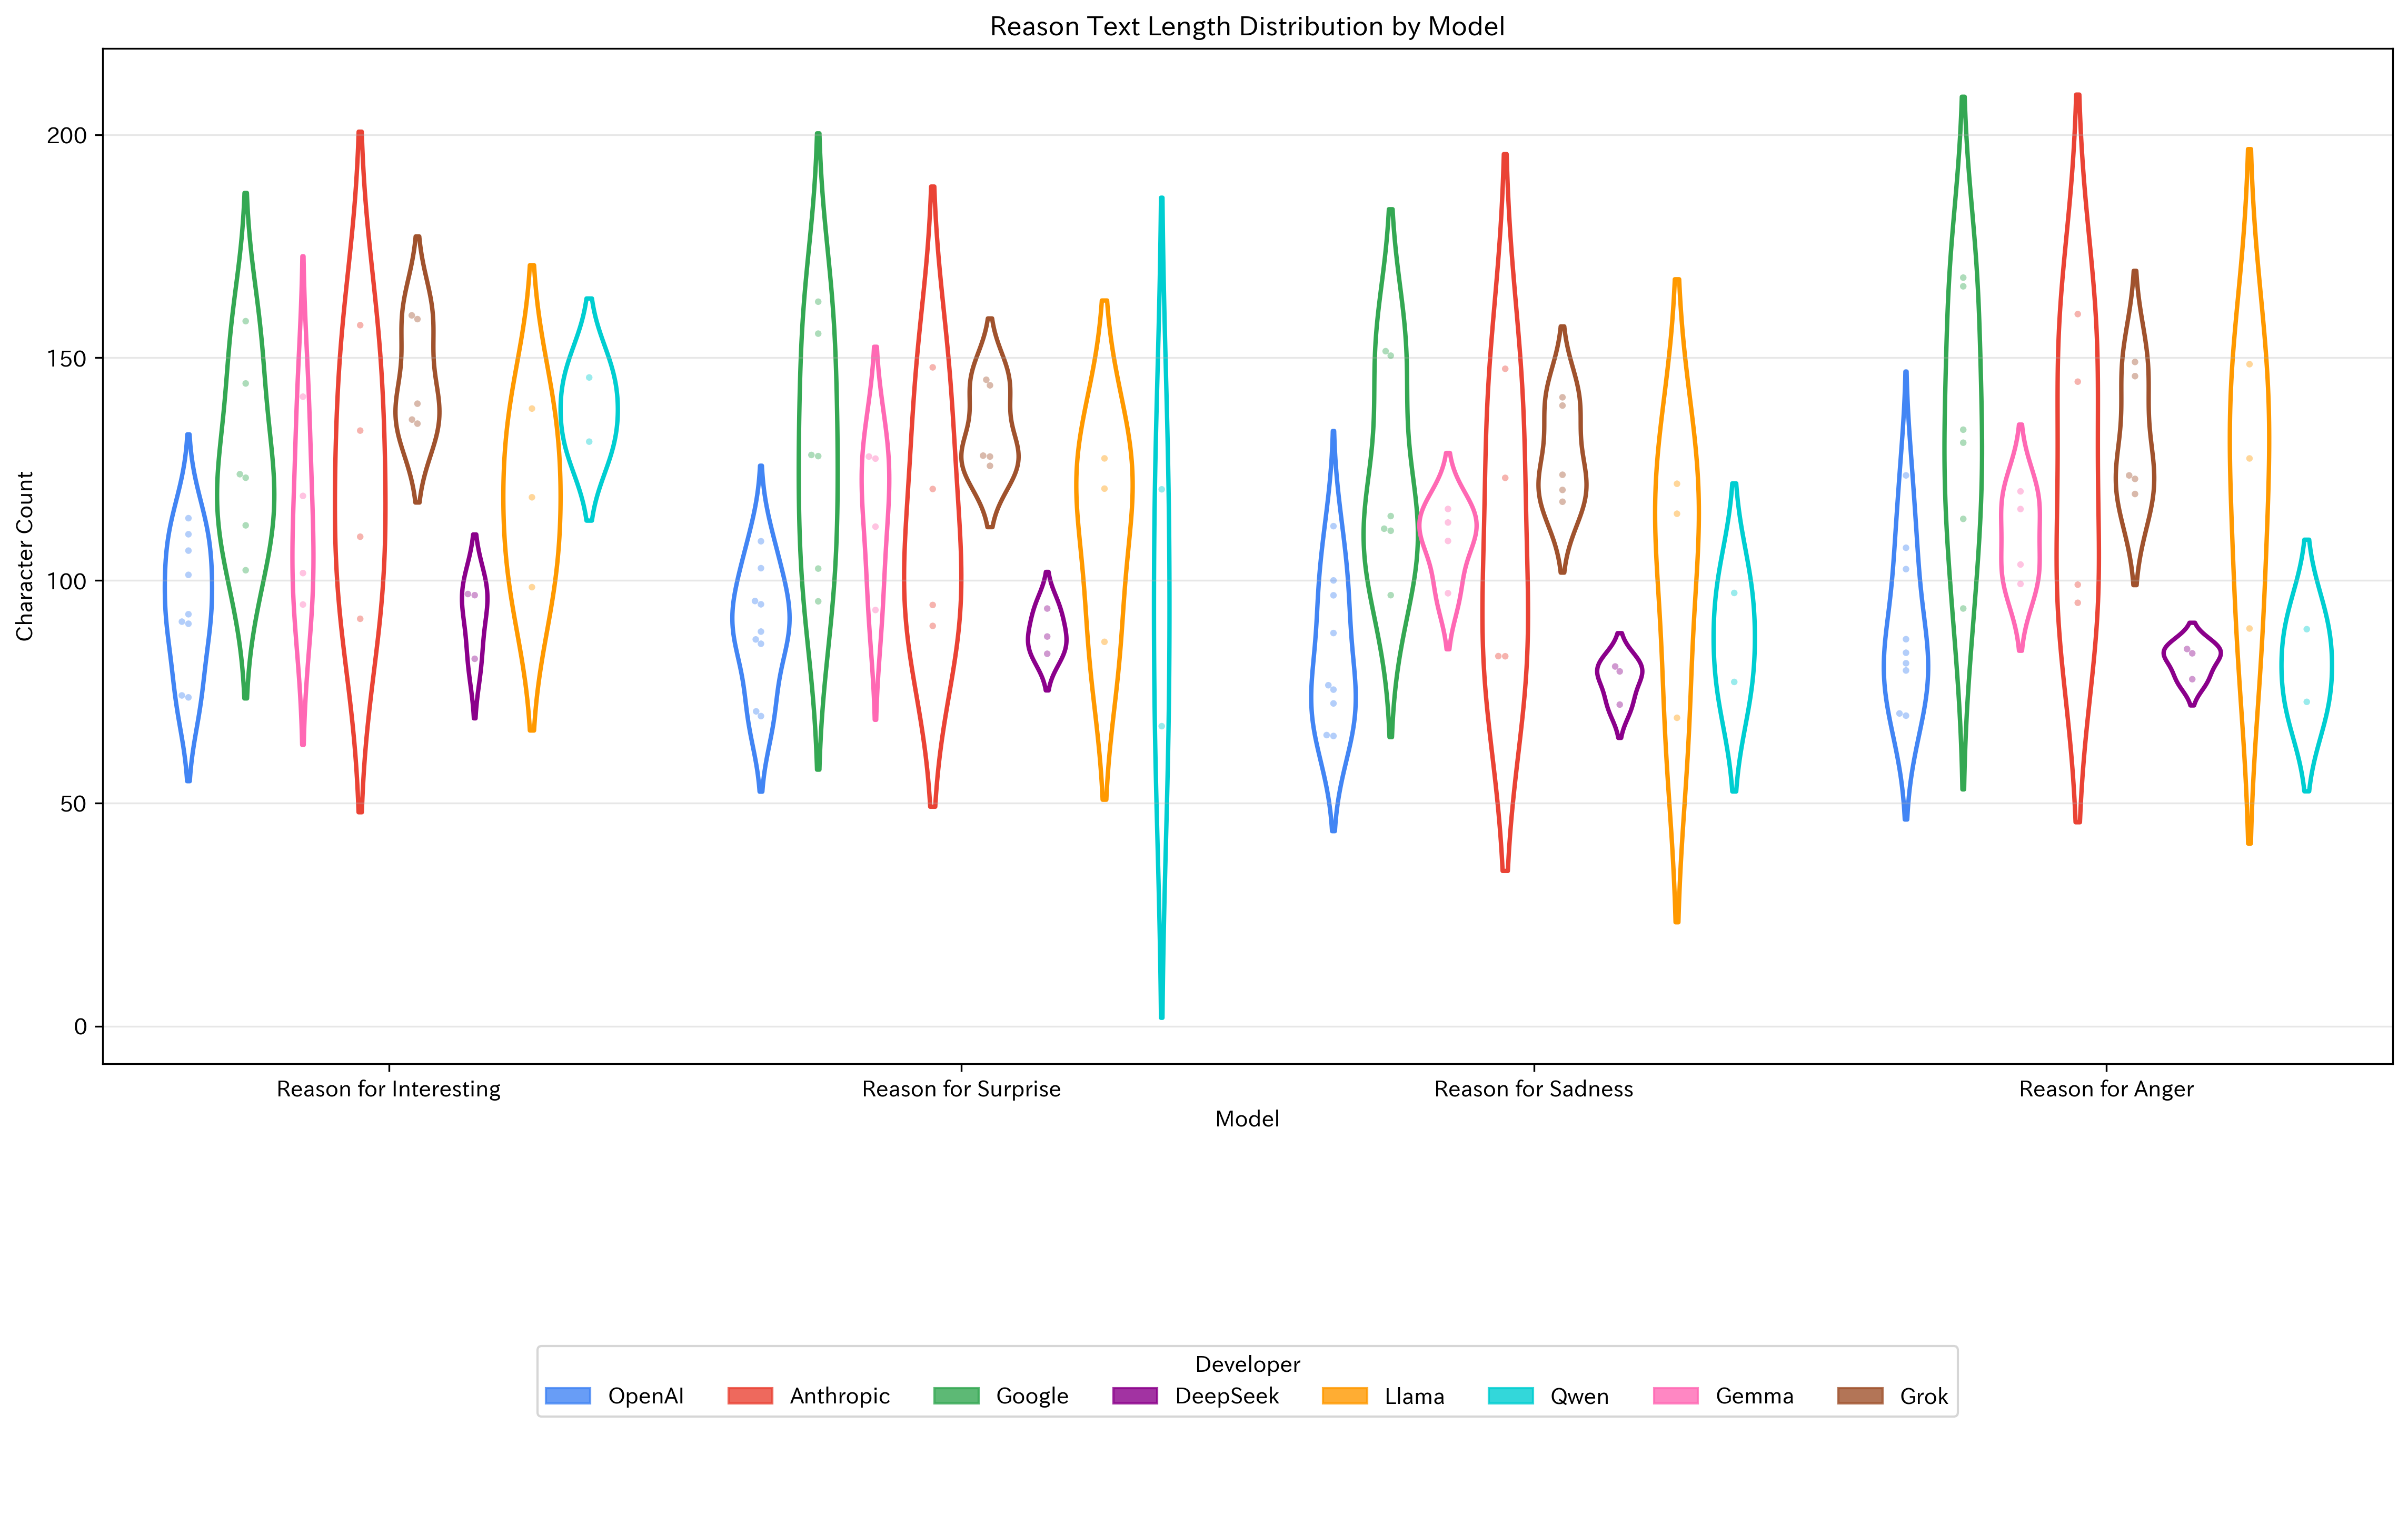 Reason Text Length Distribution by Model
Character Count
200
150
100
50
0
Reason for Interesting
Reason for Surprise
Reason for Sadness
Reason for Anger
Model
Developer
OpenAI
Anthropic
Google
DeepSeek
Llama
Qwen
Gemma
Grok